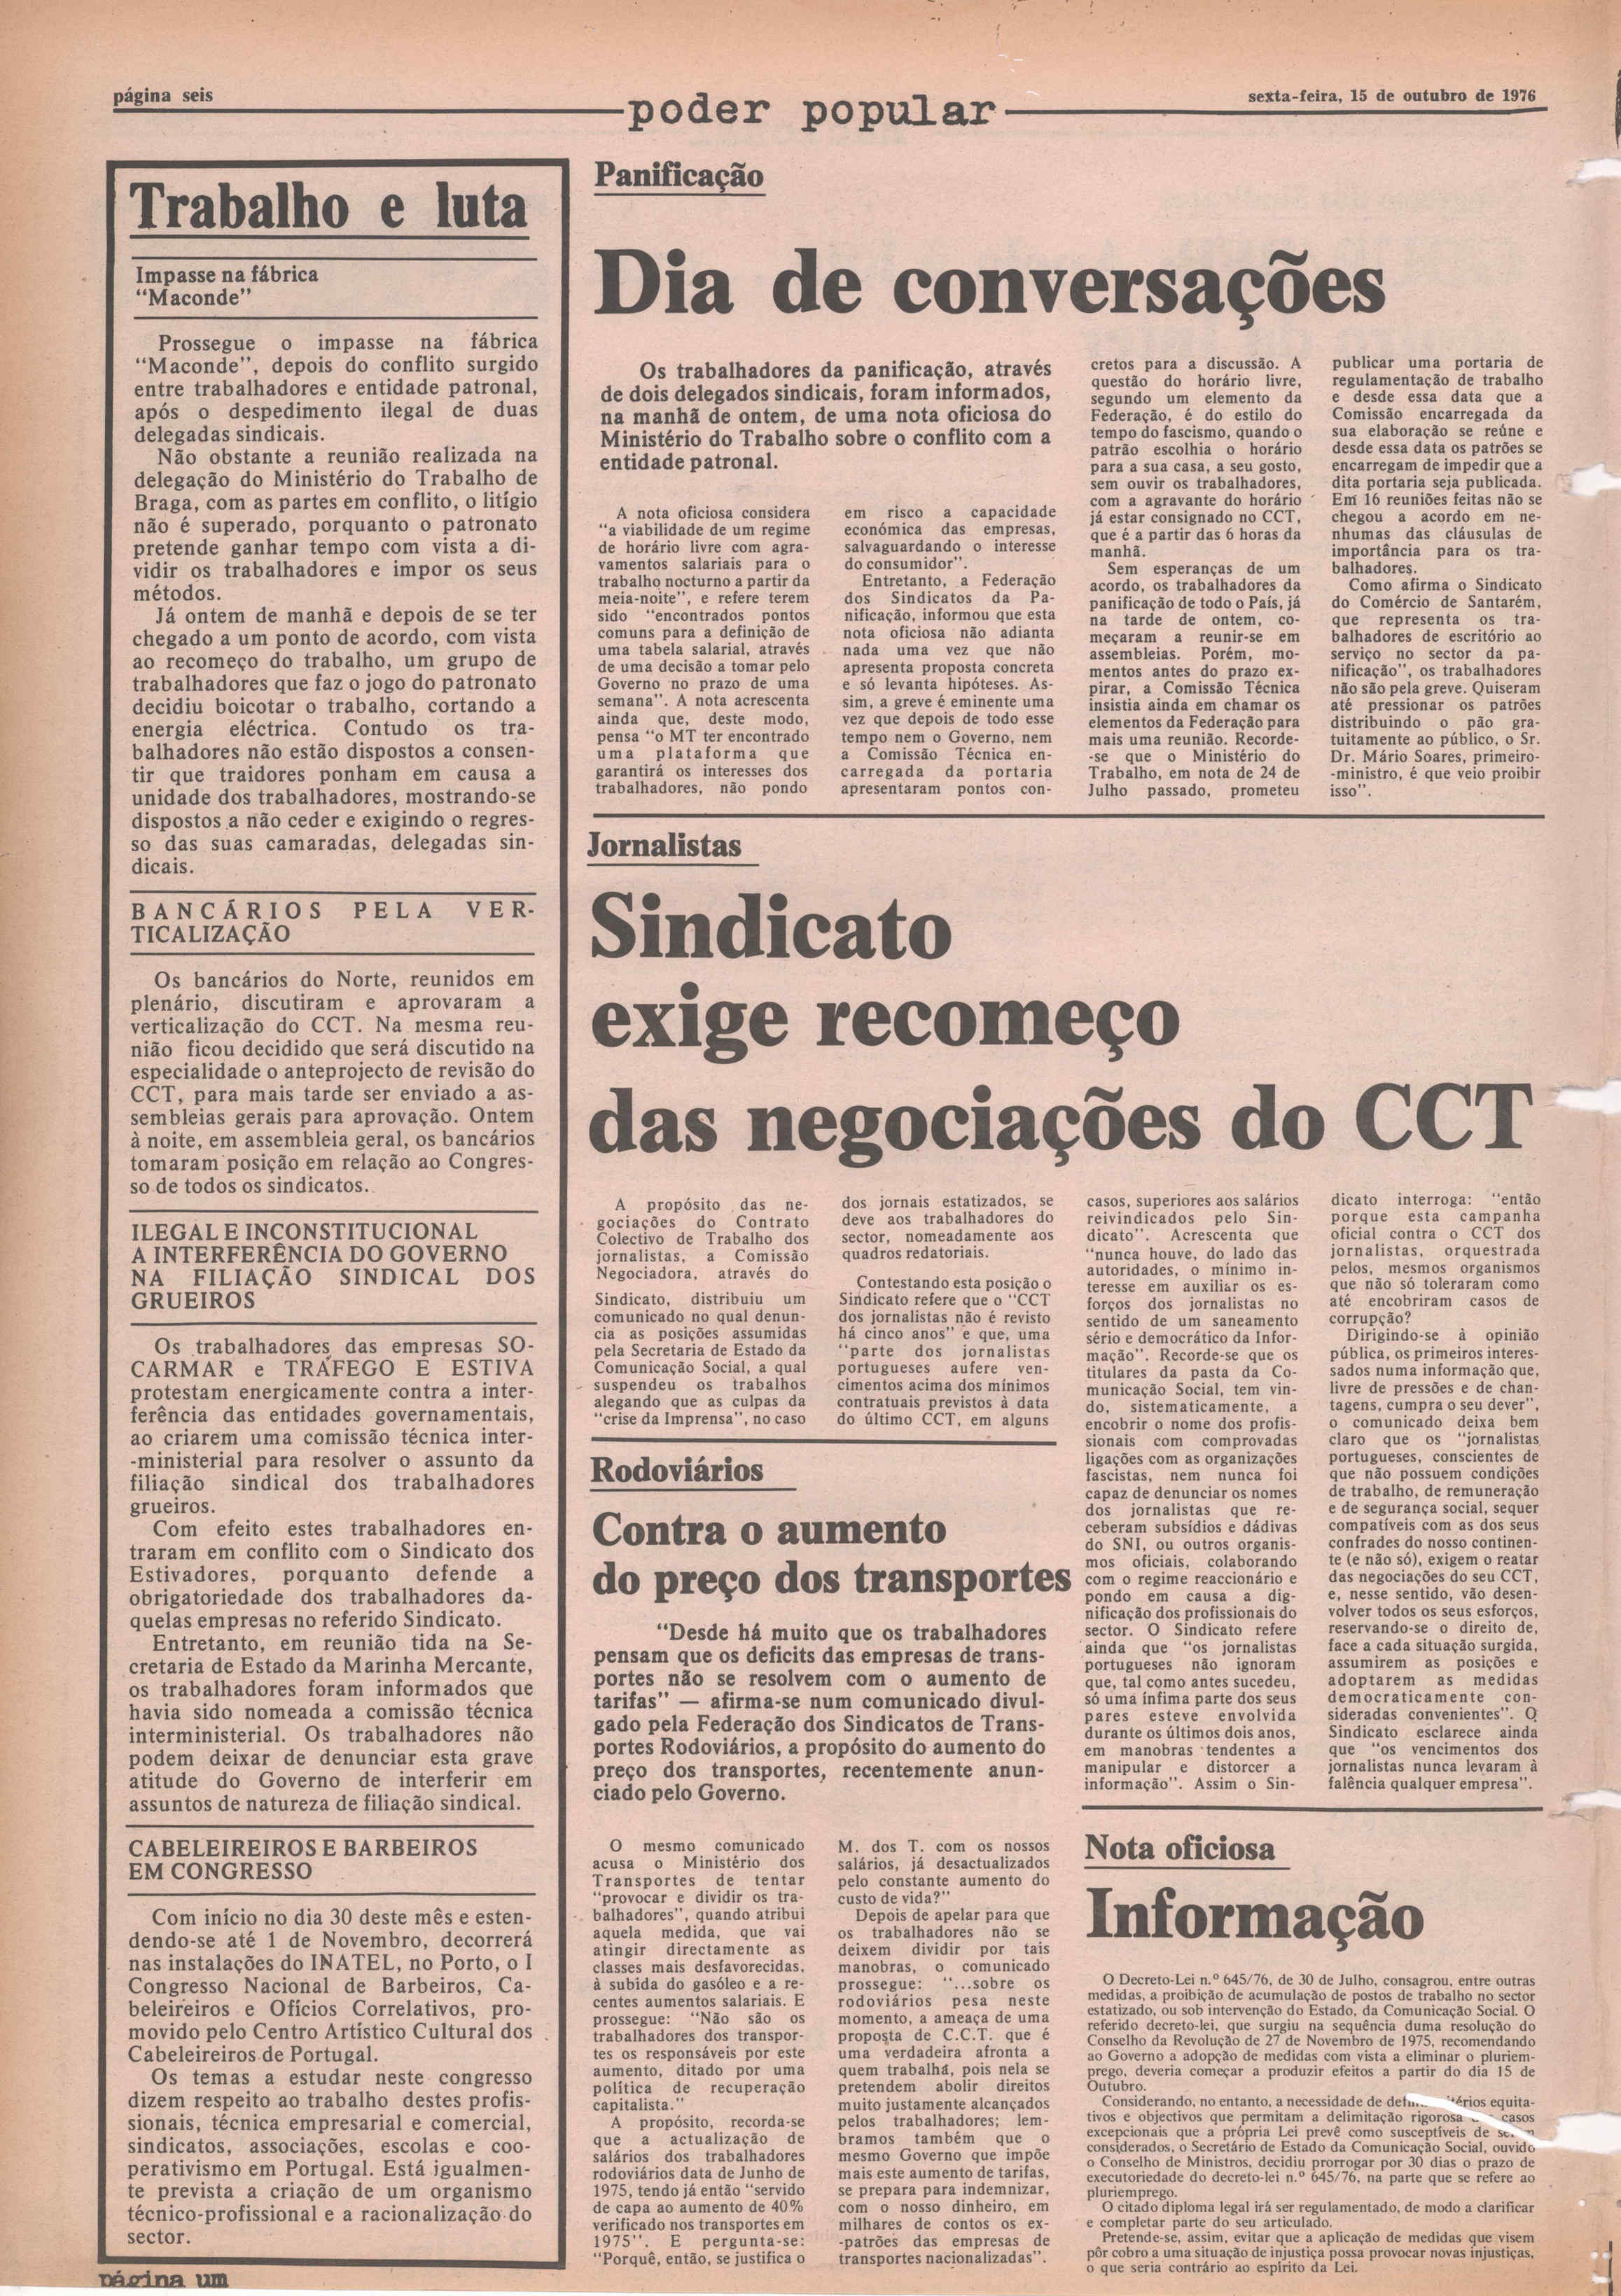 página seis
poder popular
sexta-feira, 15 de outubro de 1976
Trabalho e luta
Impasse na fábrica
“Maconde”
Prossegue o impasse na fábrica
“Maconde”, depois do conflito surgido
entre trabalhadores e entidade patronal,
após o despedimento ilegal de duas
delegadas sindicais.
Não obstante a reunião realizada na
delegação do Ministério do Trabalho de
Braga, com as partes em conflito, o litígio
não é superado, porquanto o patronato
pretende ganhar tempo com vista a di-
vidir os trabalhadores e impor os seus
métodos.
Já ontem de manhã e depois de se ter
chegado a um ponto de acordo, com vista
ao recomeço do trabalho, um grupo de
trabalhadores que faz o jogo do patronato
decidiu boicotar o trabalho, cortando a
energia eléctrica. Contudo os tra-
balhadores não estão dispostos a consen-
tir que traidores ponham em causa a
unidade dos trabalhadores, mostrando-se
dispostos a não ceder e exigindo o regres-
so das suas camaradas, delegadas sin-
dicais.
BANCÁRIOS PELA VER-
TICALIZAÇÃO
Os bancários do Norte, reunidos em
plenário, discutiram e aprovaram a
verticalização do CCT. Na mesma reu-
nião ficou decidido que será discutido na
especialidade o anteprojecto de revisão do
CCT, para mais tarde ser enviado a as-
sembleias gerais para aprovação. Ontem
à noite, em assembleia geral, os bancários
tomaram posição em relação ao Congres-
so de todos os sindicatos.
ILEGAL E INCONSTITUCIONAL
A INTERFERÊNCIA DO GOVERNO
NA FILIAÇÃO SINDICAL DOS
GRUEIROS
Os trabalhadores das empresas SO-
CARMAR e TRÁFEGO E ESTIVA
protestam energicamente contra a inter-
ferência das entidades governamentais,
ao criarem uma comissão técnica inter-
-ministerial para resolver o assunto da
filiação sindical dos trabalhadores
grueiros.
Com efeito estes trabalhadores en-
traram em conflito com o Sindicato dos
Estivadores, porquanto defende a
obrigatoriedade dos trabalhadores da-
quelas empresas no referido Sindicato.
Entretanto, em reunião tida na Se-
cretaria de Estado da Marinha Mercante,
os trabalhadores foram informados que
havia sido nomeada a comissão técnica
interministerial. Os trabalhadores não
podem deixar de denunciar esta grave
atitude do Governo de interferir em
assuntos de natureza de filiação sindical.
CABELEIREIROS E BARBEIROS
EM CONGRESSO
Com início no dia 30 deste mês e esten-
dendo-se até 1 de Novembro, decorrerá
nas instalações do INATEL, no Porto, o I
Congresso Nacional de Barbeiros, Ca-
beleireiros e Ofícios Correlativos, pro-
movido pelo Centro Artístico Cultural dos
Cabeleireiros de Portugal.
Os temas a estudar neste congresso
dizem respeito ao trabalho destes profis-
sionais, técnica empresarial e comercial,
sindicatos, associações, escolas e coo-
perativismo em Portugal. Está igualmen-
te prevista a criação de um organismo
técnico-profissional e a racionalização do
sector.
página um
Panificação
Dia de conversações
Os trabalhadores da panificação, através
de dois delegados sindicais, foram informados,
na manhã de ontem, de uma nota oficiosa do
Ministério do Trabalho sobre o conflito com a
entidade patronal.
A nota oficiosa considera
“a viabilidade de um regime
de horário livre com agra-
vamentos salariais para o
trabalho nocturno a partir da
meia-noite”, e refere terem
sido “encontrados pontos
comuns para a definição de
uma tabela salarial, através
de uma decisão a tomar pelo
Governo no prazo de uma
semana”. A nota acrescenta
ainda que, deste modo,
pensa “o MT ter encontrado
uma plataforma que
garantirá os interesses dos
trabalhadores, não pondo
em risco a capacidade
económica das empresas,
salvaguardando o interesse
do consumidor”.
Entretanto, a Federação
dos Sindicatos da Pa-
nificação, informou que esta
nota oficiosa não adianta
nada uma vez que não
apresenta proposta concreta
e só levanta hipóteses. As-
sim, a greve é eminente uma
vez que depois de todo esse
tempo nem o Governo, nem
a Comissão Técnica en-
carregada da portaria
apresentaram pontos con-
cretos para a discussão. A
questão do horário livre,
segundo um elemento da
Federação, é do estilo do
tempo do fascismo, quando o
patrão escolhia o horário
para a sua casa, a seu gosto,
sem ouvir os trabalhadores,
com a agravante do horário
já estar consignado no CCT,
que é a partir das 6 horas da
manhã.
Sem esperanças de um
acordo, os trabalhadores da
panificação de todo o País, já
na tarde de ontem, co-
meçaram a reunir-se em
assembleias. Porém, mo-
mentos antes do prazo ex-
pirar, a Comissão Técnica
insistia ainda em chamar os
elementos da Federação para
mais uma reunião. Recorde-
-se que o Ministério do
Trabalho, em nota de 24 de
Julho passado, prometeu
publicar uma portaria de
regulamentação de trabalho
e desde essa data que a
Comissão encarregada da
sua elaboração se reúne e
desde essa data os patrões se
encarregam de impedir que a
dita portaria seja publicada.
Em 16 reuniões feitas não se
chegou a acordo em ne-
nhumas das cláusulas de
importância para os tra-
balhadores.
Como afirma o Sindicato
do Comércio de Santarém,
que representa os tra-
balhadores de escritório ao
serviço no sector da pa-
nificação”, os trabalhadores
não são pela greve. Quiseram
até pressionar os patrões
distribuindo o pão gra-
tuitamente ao público, o Sr.
Dr. Mário Soares, primeiro-
-ministro, é que veio proibir
isso”.
Jornalistas
Sindicato
exige recomeço
das negociações do CCT
A propósito das ne-
gociações do Contrato
Colectivo de Trabalho dos
jornalistas, a Comissão
Negociadora, através do
Sindicato, distribuiu um
comunicado no qual denun-
cia as posições assumidas
pela Secretaria de Estado da
Comunicação Social, a qual
suspendeu os trabalhos
alegando que as culpas da
“crise da Imprensa”, no caso
dos jornais estatizados, se
deve aos trabalhadores do
sector, nomeadamente aos
quadros redatoriais.
Contestando esta posição o
Sindicato refere que o “CCT
dos jornalistas não é revisto
há cinco anos” e que, uma
“parte dos jornalistas
portugueses aufere ven-
cimentos acima dos mínimos
contratuais previstos à data
do último CCT, em alguns
casos, superiores aos salários
reivindicados pelo Sin-
dicato”. Acrescenta que
“nunca houve, do lado das
autoridades, o mínimo in-
teresse em auxiliar os es-
forços dos jornalistas no
sentido de um saneamento
sério e democrático da Infor-
mação”. Recorde-se que os
titulares da pasta da Co-
municação Social, tem vin-
do, sistematicamente, a
encobrir o nome dos profis-
sionais com comprovadas
ligações com as organizações
fascistas, nem nunca foi
capaz de denunciar os nomes
dos jornalistas que re-
ceberam subsídios e dádivas
do SNI, ou outros organis-
mos oficiais, colaborando
com o regime reaccionário e
pondo em causa a dig-
nificação dos profissionais do
sector. O Sindicato refere
ainda que “os jornalistas
portugueses não ignoram
que, tal como antes sucedeu,
só uma ínfima parte dos seus
pares esteve envolvida
durante os últimos dois anos,
em manobras tendentes a
manipular e distorcer a
informação”. Assim o Sin-
dicato interroga: “então
porque esta campanha
oficial contra o CCT dos
jornalistas, orquestrada
pelos, mesmos organismos
que não só toleraram como
até encobriram casos de
corrupção?
Dirigindo-se à opinião
pública, os primeiros interes-
sados numa informação que,
livre de pressões e de chan-
tagens, cumpra o seu dever”,
o comunicado deixa bem
claro que os “jornalistas
portugueses, conscientes de
que não possuem condições
de trabalho, de remuneração
e de segurança social, sequer
compatíveis com as dos seus
confrades do nosso continen-
te (e não só), exigem o reatar
das negociações do seu CCT,
e, nesse sentido, vão desen-
volver todos os seus esforços,
reservando-se o direito de,
face a cada situação surgida,
assumirem as posições e
adoptarem as medidas
democraticamente con-
sideradas convenientes”. O
Sindicato esclarece ainda
que “os vencimentos dos
jornalistas nunca levaram à
falência qualquer empresa”.
Rodoviários
Contra o aumento
do preço dos transportes
“Desde há muito que os trabalhadores
pensam que os deficits das empresas de trans-
portes não se resolvem com o aumento de
tarifas” — afirma-se num comunicado divul-
gado pela Federação dos Sindicatos de Trans-
portes Rodoviários, a propósito do aumento do
preço dos transportes, recentemente anun-
ciado pelo Governo.
O mesmo comunicado
acusa o Ministério dos
Transportes de tentar
“provocar e dividir os tra-
balhadores”, quando atribui
aquela medida, que vai
atingir directamente as
classes mais desfavorecidas,
à subida do gasóleo e a re-
centes aumentos salariais. E
prossegue: “Não são os
trabalhadores dos transpor-
tes os responsáveis por este
aumento, ditado por uma
política de recuperação
capitalista.”
A propósito, recorda-se
que a actualização de
salários dos trabalhadores
rodoviários data de Junho de
1975, tendo já então “servido
de capa ao aumento de 40%
verificado nos transportes em
1975”. E pergunta-se:
“Porquê, então, se justifica o
M. dos T. com os nossos
salários, já desactualizados
pelo constante aumento do
custo de vida?”
Depois de apelar para que
os trabalhadores não se
deixem dividir por tais
manobras, o comunicado
prossegue: “...sobre os
rodoviários pesa neste
momento, a ameaça de uma
proposta de C.C.T. que é
uma verdadeira afronta a
quem trabalha, pois nela se
pretendem abolir direitos
muito justamente alcançados
pelos trabalhadores; lem-
bramos também que o
mesmo Governo que impõe
mais este aumento de tarifas,
se prepara para indemnizar,
com o nosso dinheiro, em
milhares de contos os ex-
-patrões das empresas de
transportes nacionalizadas”.
Nota oficiosa
Informação
O Decreto-Lei n.º 645/76, de 30 de Julho, consagrou, entre outras
medidas, a proibição de acumulação de postos de trabalho no sector
estatizado, ou sob intervenção do Estado, da Comunicação Social. O
referido decreto-lei, que surgiu na sequência duma resolução do
Conselho da Revolução de 27 de Novembro de 1975, recomendando
ao Governo a adopção de medidas com vista a eliminar o pluriem-
prego, deveria começar a produzir efeitos a partir do dia 15 de
Outubro.
Considerando, no entanto, a necessidade de equita-
tivos e objectivos que permitam a delimitação rigorosa casos
excepcionais que a própria Lei prevê como susceptíveis de
considerados, o Secretário de Estado da Comunicação Social, ouvido
o Conselho de Ministros, decidiu prorrogar por 30 dias o prazo de
executoriedade do decreto-lei n.º 645/76, na parte que se refere ao
pluriemprego.
O citado diploma legal irá ser regulamentado, de modo a clarificar
e completar parte do seu articulado.
Pretende-se, assim, evitar que a aplicação de medidas que visem
pôr cobro a uma situação de injustiça possa provocar novas injustiças,
o que seria contrário ao espírito da Lei.